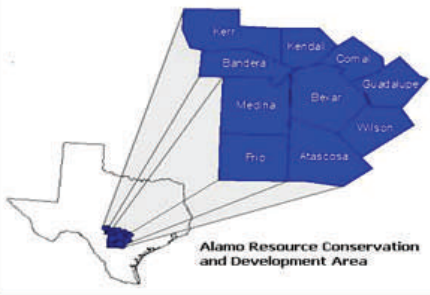 Kerr
Kendall
Comal
Bandera
Guadalupe
Medina
Bexar
Wilson
Frio
Atascosa
Alamo Resource Conservation
and Development Area